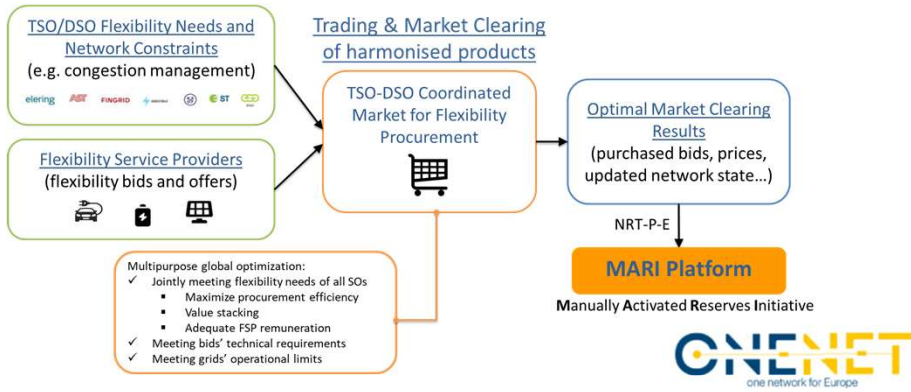 TSO/DSO Flexibility Needs and
Network Constraints
(e.g. congestion management)
elering
AST
FINGRID
EST
Flexibility Service Providers
(flexibility bids and offers)
Trading & Market Clearing
of harmonised products
TSO-DSO Coordinated
Market for Flexibility
Procurement
Optimal Market Clearing
Results
(purchased bids, prices,
updated network state...)
NRT-P-E
MARI Platform
Manually Activated Reserves Initiative
Multipurpose global optimization:
✓ Jointly meeting flexibility needs of all SOs
▪ Maximize procurement efficiency
▪ Value stacking
▪ Adequate FSP remuneration
✓ Meeting bids' technical requirements
✓ Meeting grids' operational limits
ONENET
one network for Europe